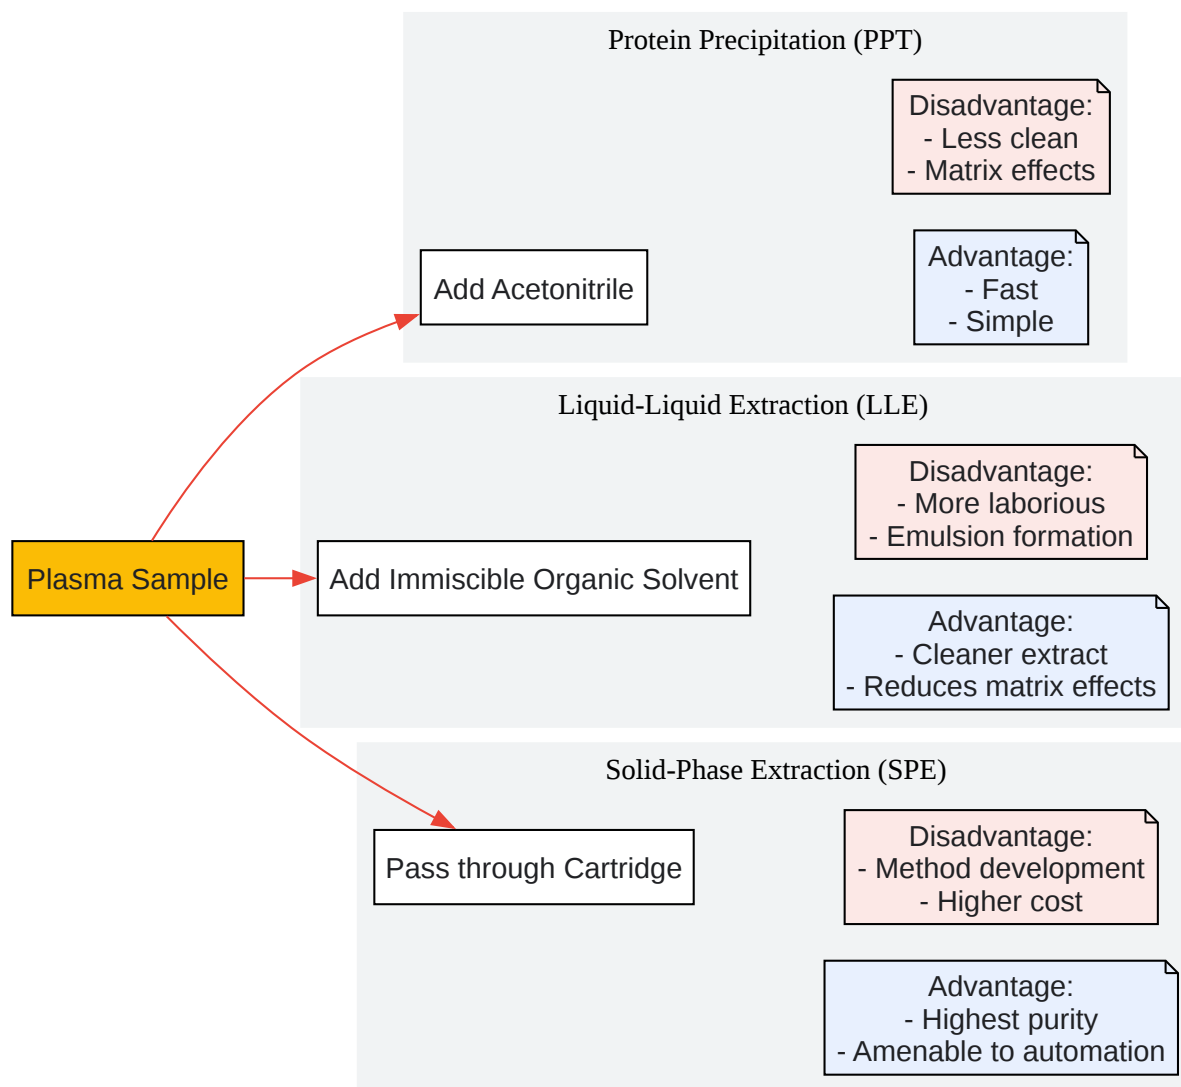 Protein Precipitation (PPT)
Disadvantage:
- Less clean
- Matrix effects
Advantage:
- Fast
- Simple
Add Acetonitrile
Liquid-Liquid Extraction (LLE)
Disadvantage:
- More laborious
- Emulsion formation
Plasma Sample
Add Immiscible Organic Solvent
Advantage:
- Cleaner extract
- Reduces matrix effects
Solid-Phase Extraction (SPE)
Disadvantage:
- Method development
- Higher cost
Pass through Cartridge
Advantage:
- Highest purity
- Amenable to automation